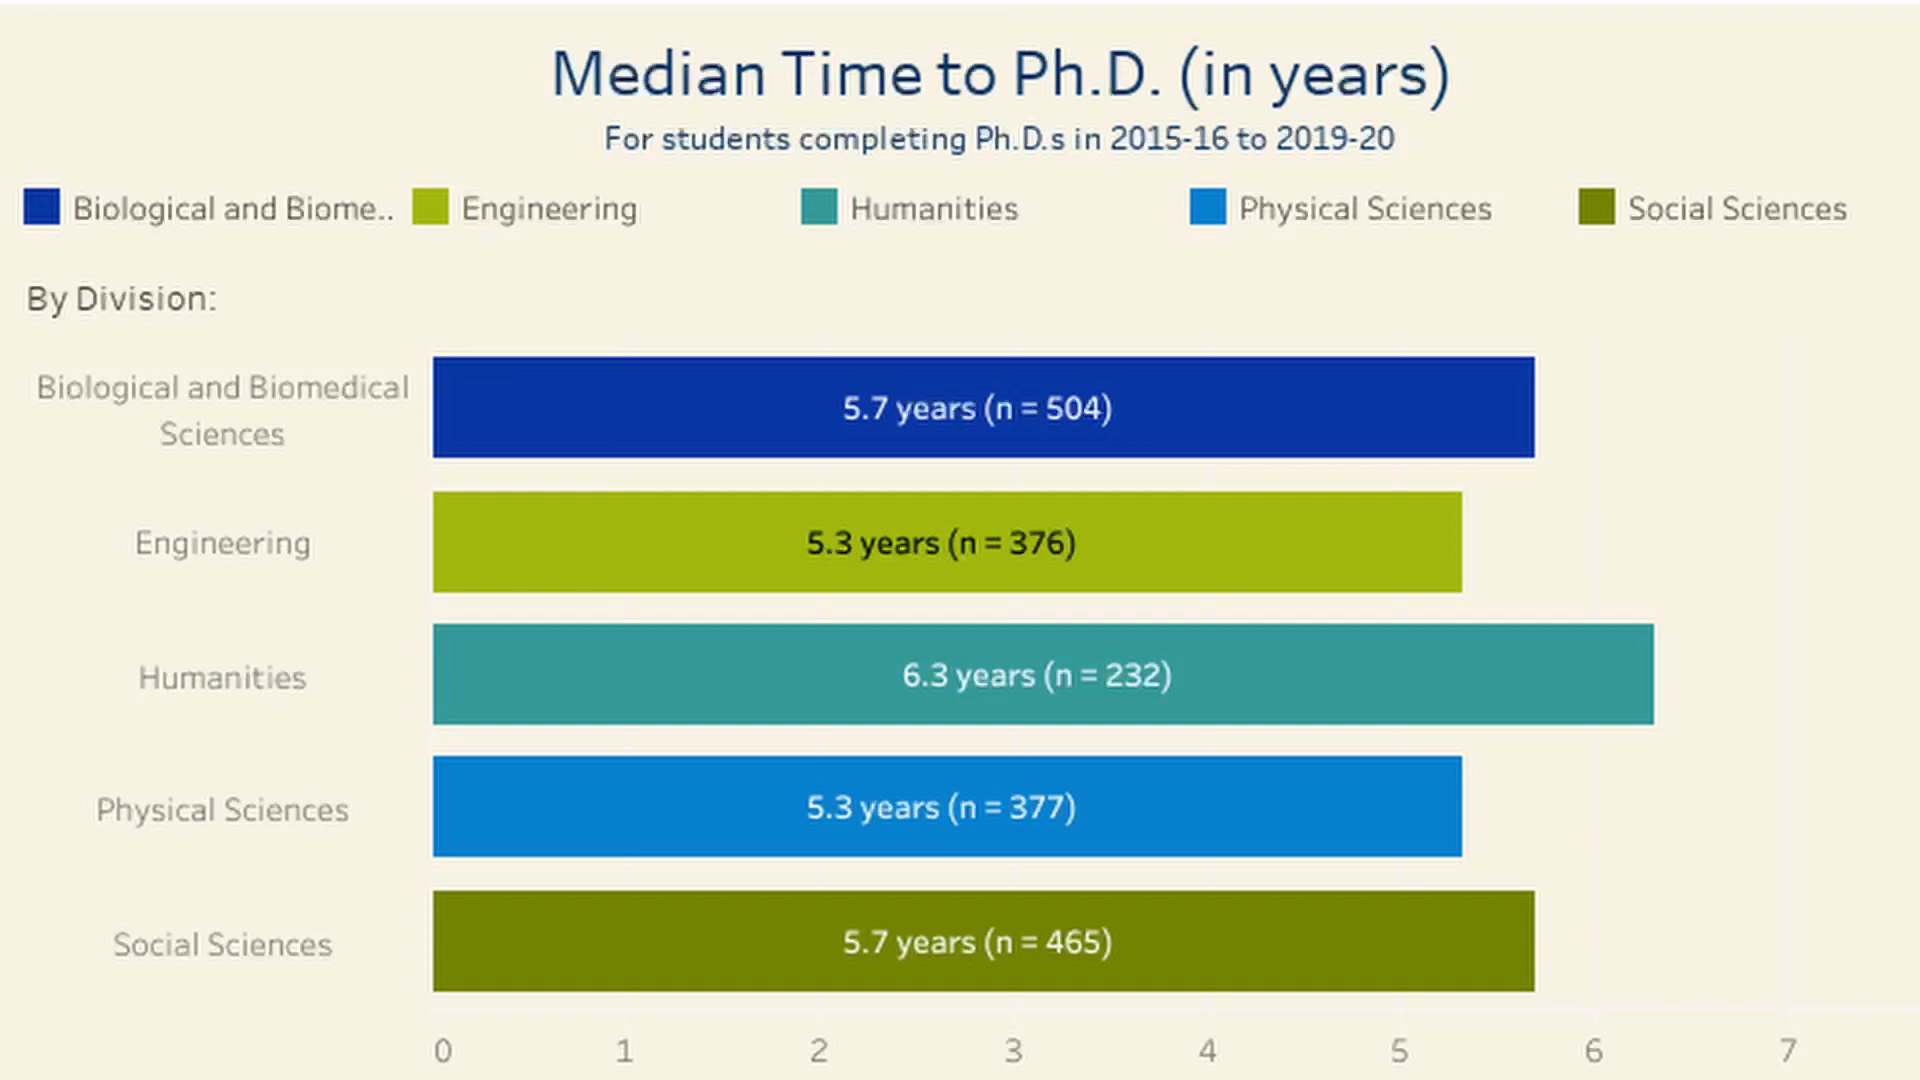 Median Time to Ph.D. (in years)
For students completing Ph.D.s in 2015-16 to 2019-20
Biological and Biome.. Engineering Humanities Physical Sciences Social Sciences
By Division:
Biological and Biomedical
Sciences
5.7 years (n = 504)
Engineering
5.3 years (n = 376)
Humanities
6.3 years (n = 232)
Physical Sciences
5.3 years (n = 377)
Social Sciences
5.7 years (n = 465)
0 1 2 3 4 5 6 7